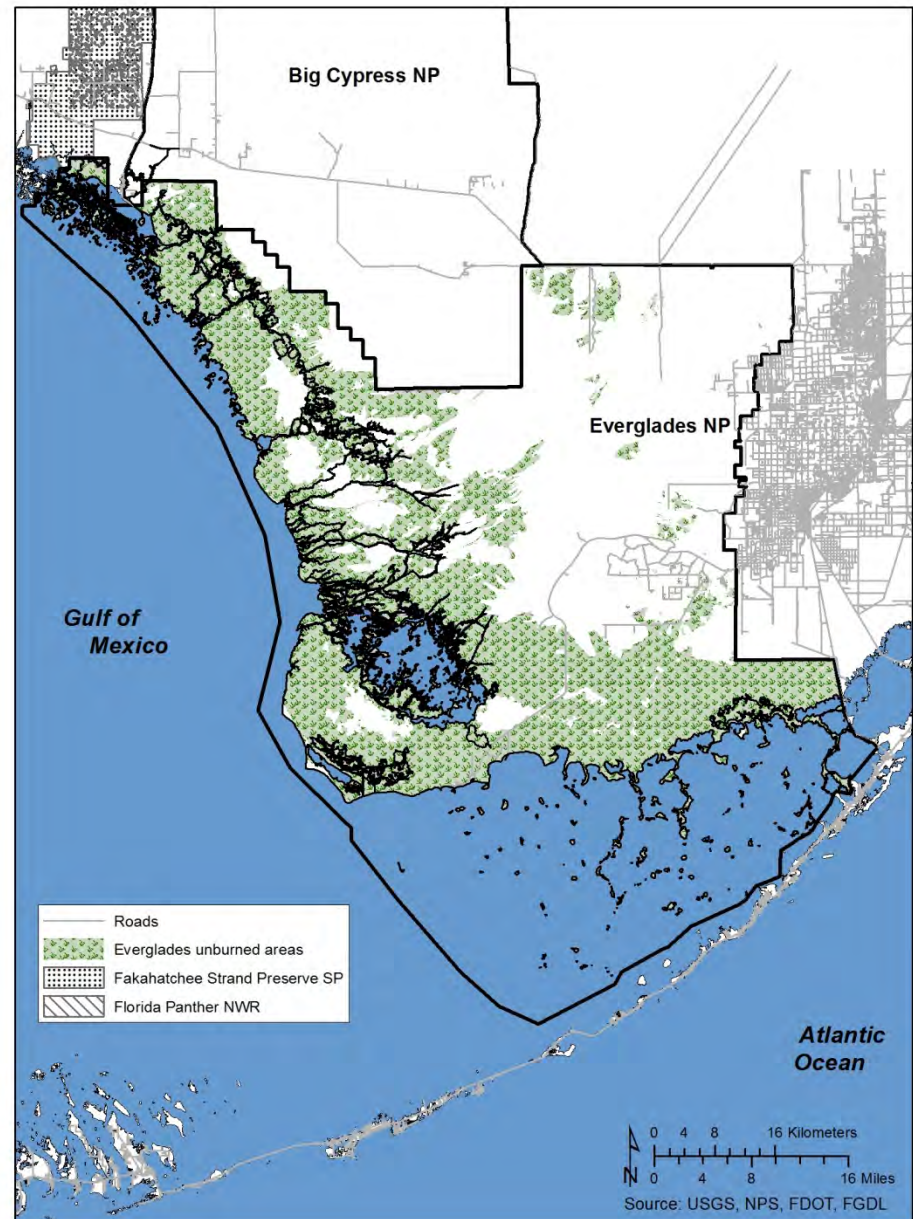 Big Cypress NP
Everglades NP
Gulf of
Mexico
Roads
Everglades unburned areas
Fakahatchee Strand Preserve SP
Florida Panther NWR
Atlantic
Ocean
N
0 4 8 16 Kilometers
0 4 8 16 Miles
Source: USGS, NPS, FDOT, FGDL